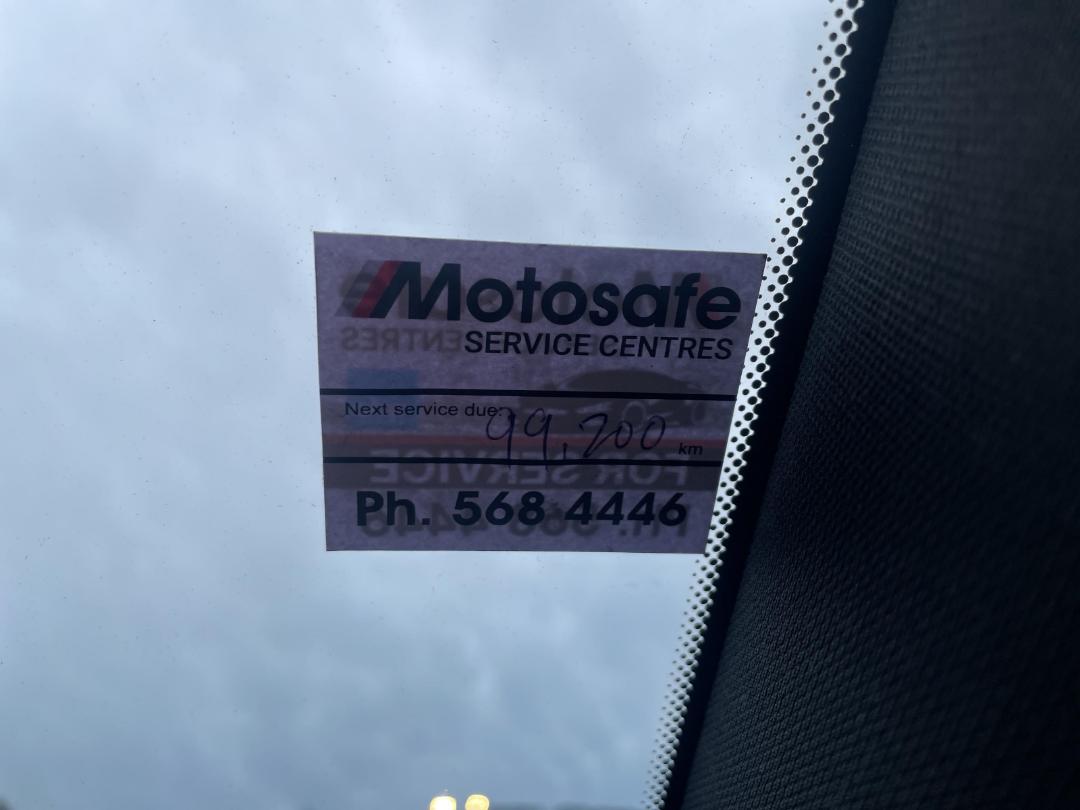 Motosafe
SERVICE CENTRES
Next service due:
99,200 km
Ph. 568 4446